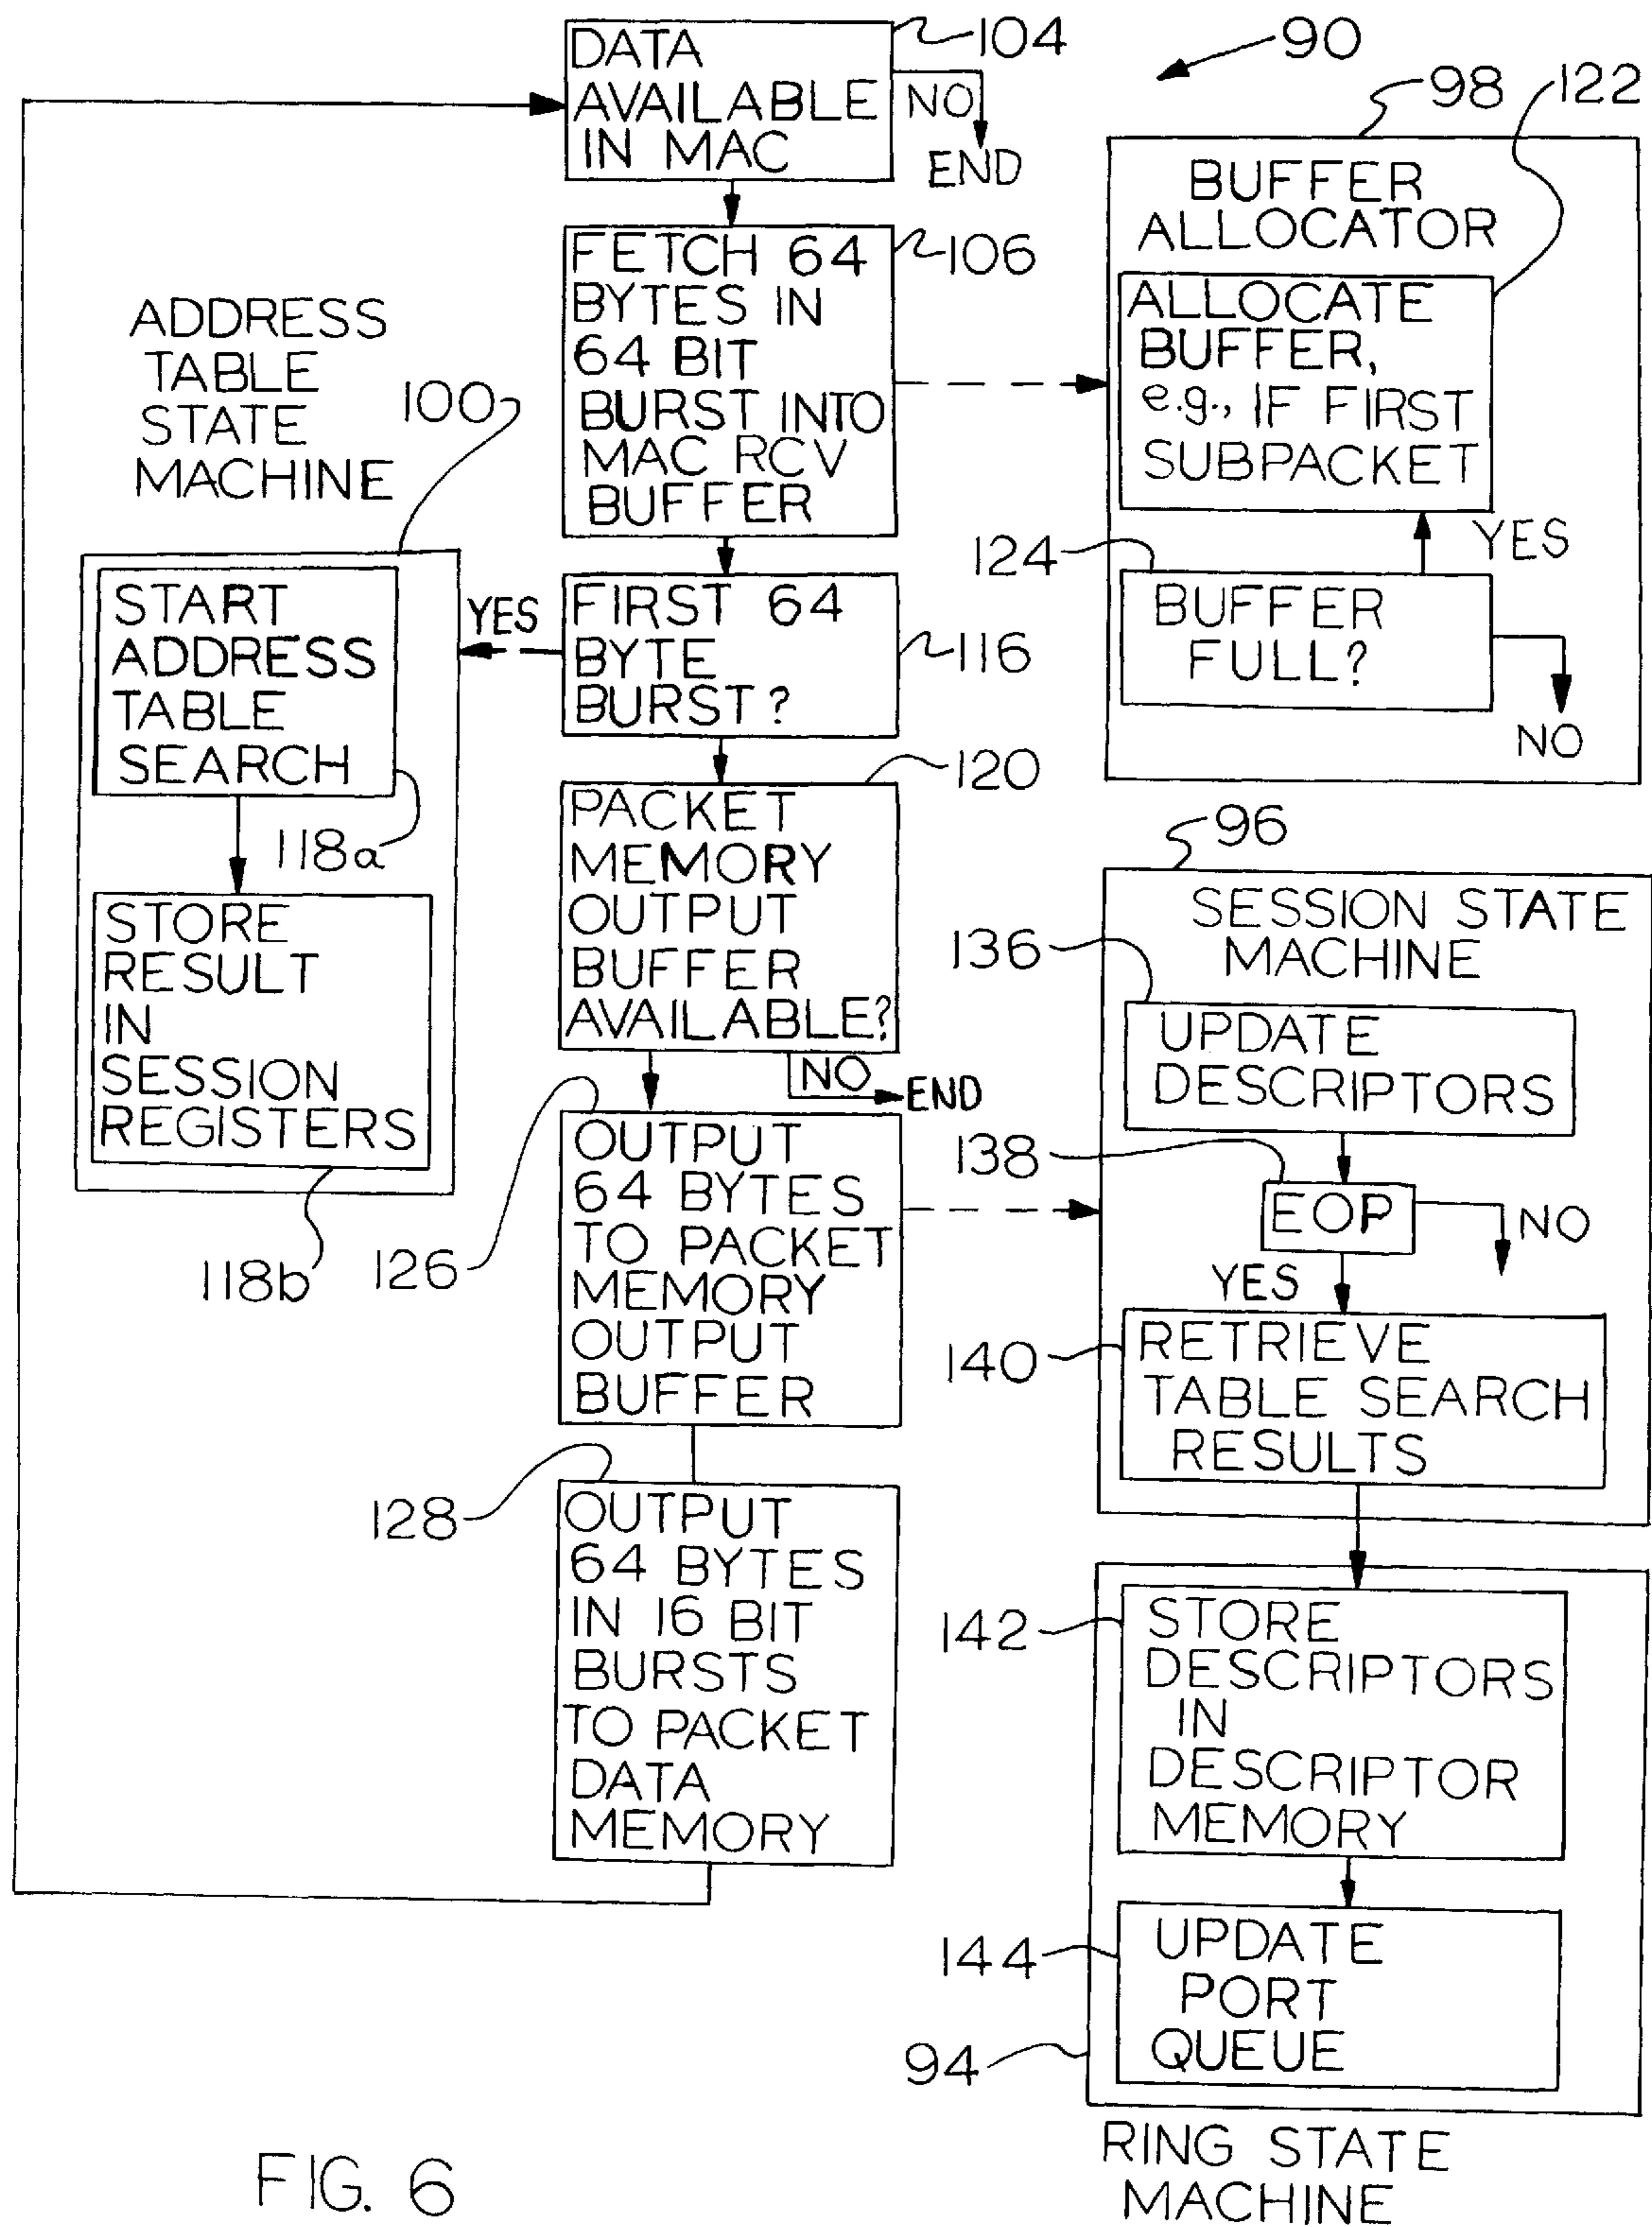 DATA
AVAILABLE
IN MAC
104
NO
END
90
FETCH 64
BYTES IN
64 BIT
BURST INTO
MAC RCV
BUFFER
106
ADDRESS
TABLE
STATE
MACHINE
100
START
ADDRESS
TABLE
SEARCH
118a
STORE
RESULT
IN
SESSION
REGISTERS
118b
YES
FIRST 64
BYTE
BURST?
116
PACKET
MEMORY
OUTPUT
BUFFER
AVAILABLE?
120
NO
END
OUTPUT
64 BYTES
TO PACKET
MEMORY
OUTPUT
BUFFER
126
OUTPUT
64 BYTES
IN 16 BIT
BURSTS
TO PACKET
DATA
MEMORY
128
98
122
BUFFER
ALLOCATOR
ALLOCATE
BUFFER,
e.g., IF FIRST
SUBPACKET
YES
124
BUFFER
FULL?
NO
96
SESSION STATE
MACHINE
136
UPDATE
DESCRIPTORS
138
EOP
NO
YES
140
RETRIEVE
TABLE SEARCH
RESULTS
142
STORE
DESCRIPTORS
IN
DESCRIPTOR
MEMORY
144
UPDATE
PORT
QUEUE
94
RING STATE
MACHINE
FIG. 6